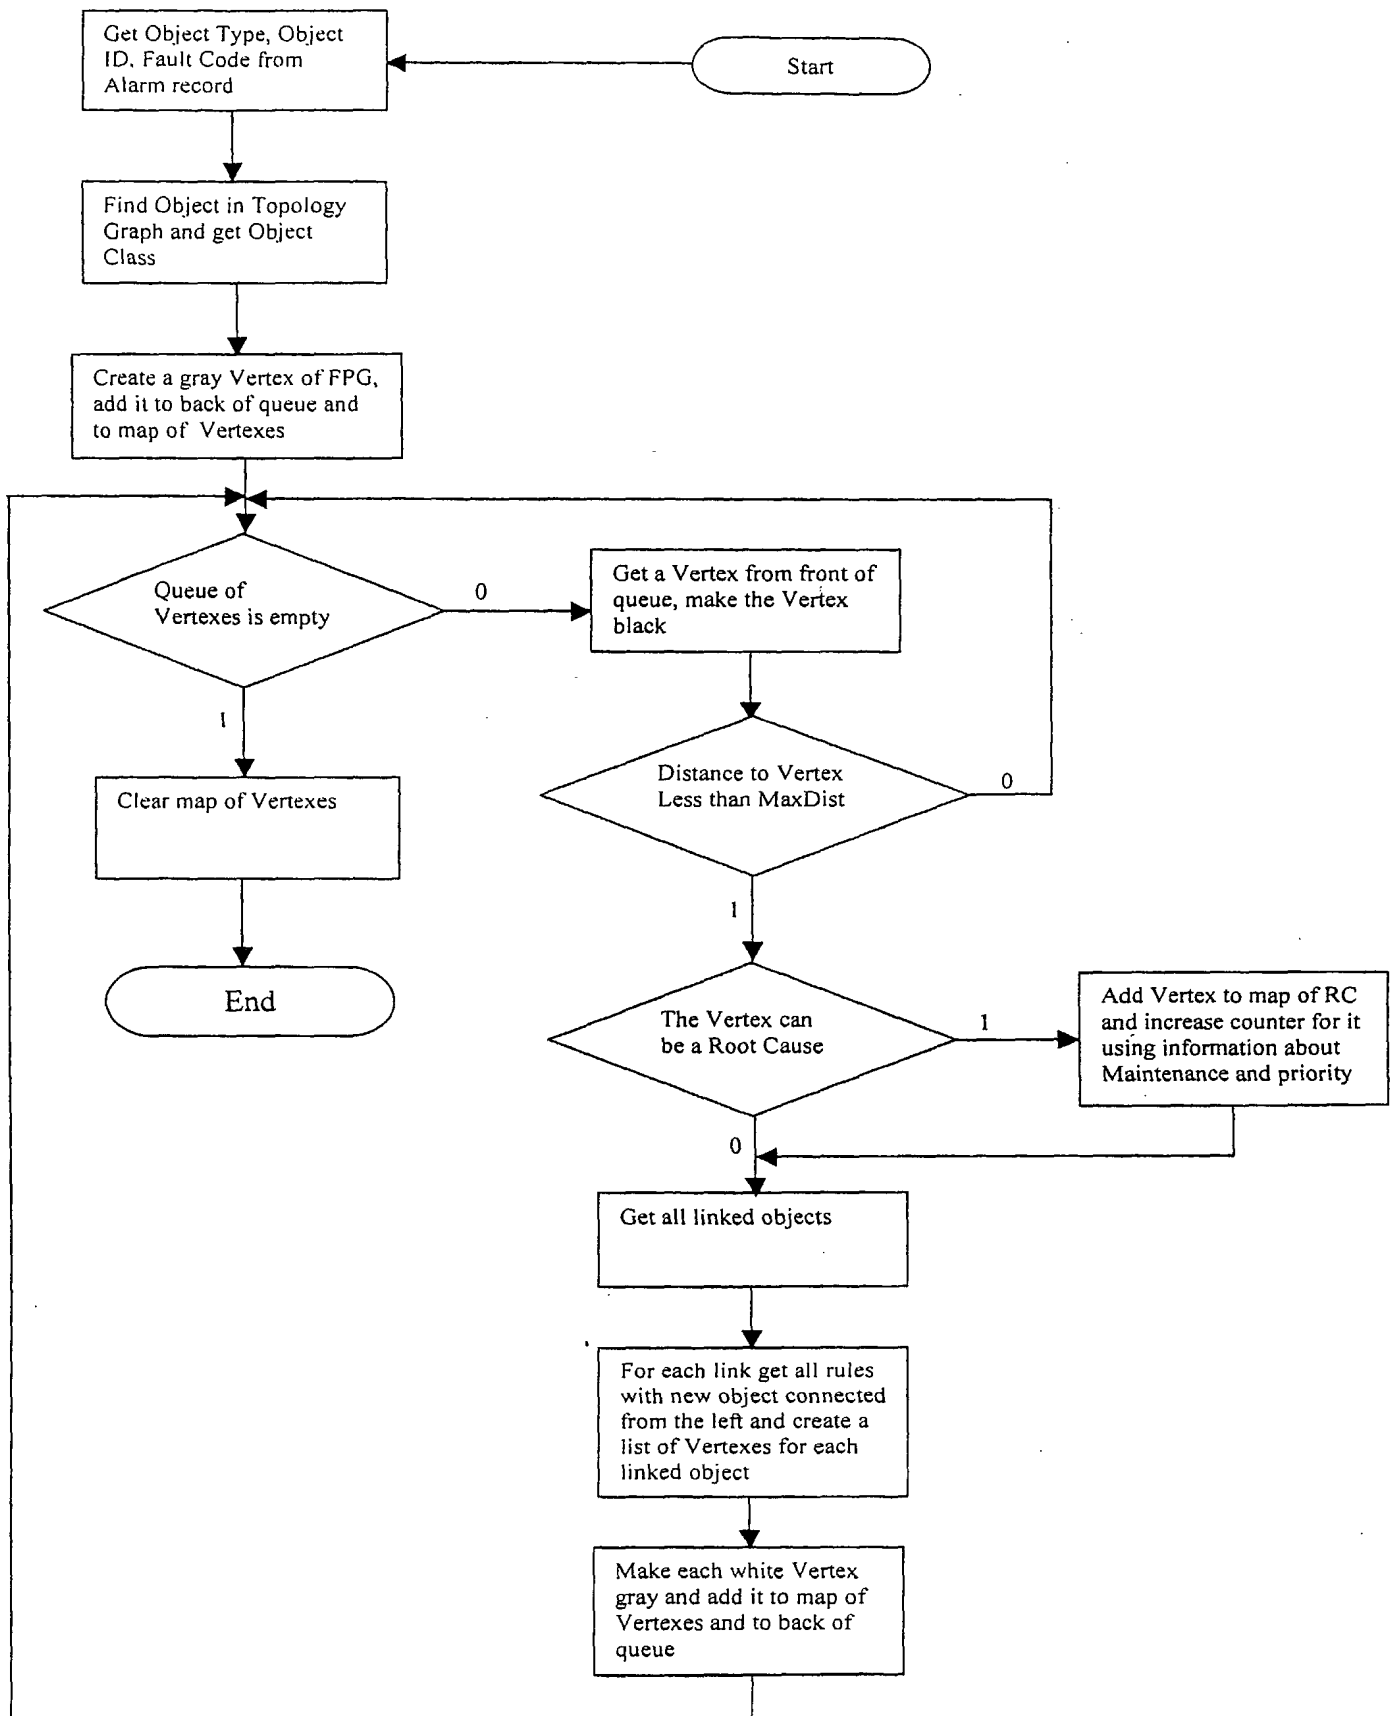 Start
Get Object Type, Object
ID, Fault Code from
Alarm record
Find Object in Topology
Graph and get Object
Class
Create a gray Vertex of FPG,
add it to back of queue and
to map of Vertexes
Queue of
Vertexes is empty
0
Get a Vertex from front of
queue, make the Vertex
black
1
Clear map of Vertexes
End
Distance to Vertex
Less than MaxDist
0
1
The Vertex can
be a Root Cause
1
Add Vertex to map of RC
and increase counter for it
using information about
Maintenance and priority
0
Get all linked objects
For each link get all rules
with new object connected
from the left and create a
list of Vertexes for each
linked object
Make each white Vertex
gray and add it to map of
Vertexes and to back of
queue